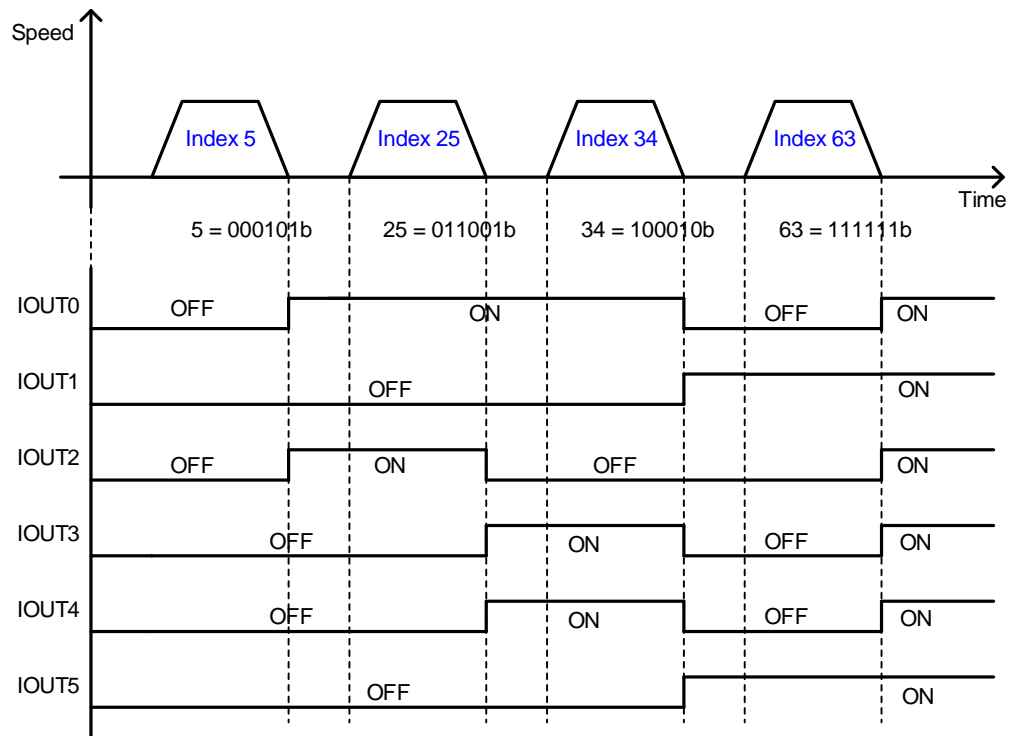 Speed
Index 5 Index 25 Index 34 Index 63
Time
5 = 000101b 25 = 011001b 34 = 100010b 63 = 111111b
IOUT0 OFF ON OFF ON
IOUT1 OFF ON
IOUT2 OFF ON OFF ON
IOUT3 OFF ON OFF ON
IOUT4 OFF ON OFF ON
IOUT5 OFF ON